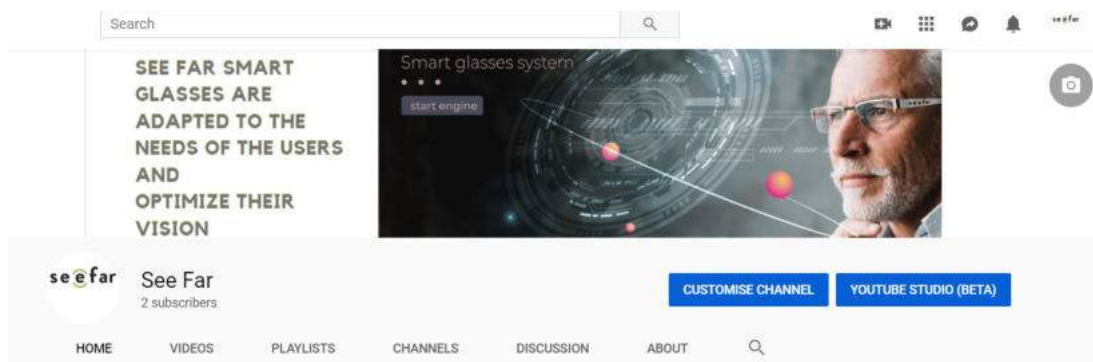 Search
seefar
SEE FAR SMART
GLASSES ARE
ADAPTED TO THE
NEEDS OF THE USERS
AND
OPTIMIZE THEIR
VISION
Smart glasses system
start engine
seefar
See Far
2 subscribers
CUSTOMISE CHANNEL
YOUTUBE STUDIO (BETA)
HOME VIDEOS PLAYLISTS CHANNELS DISCUSSION ABOUT